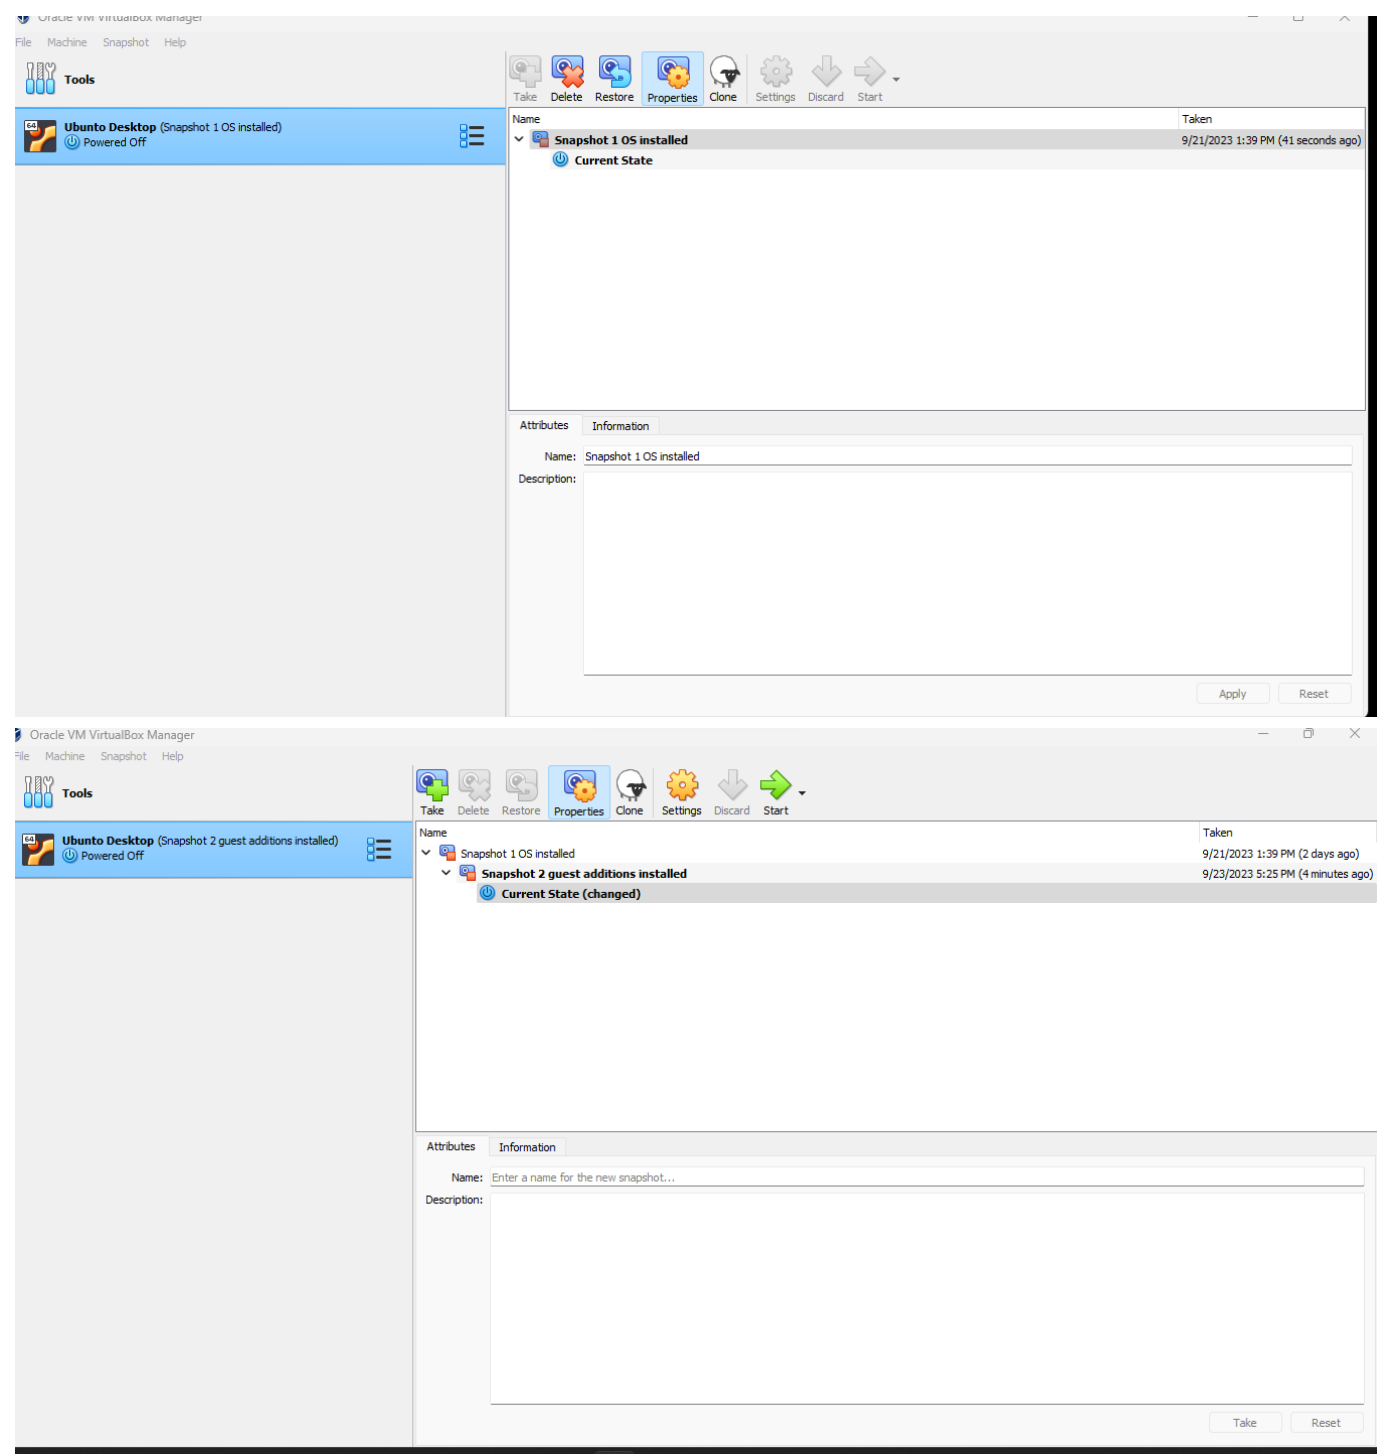 Oracle VM VirtualBox Manager
File Machine Snapshot Help
Tools
Take Delete Restore Properties Clone Settings Discard Start
64
Ubunto Desktop (Snapshot 1 OS installed)
Powered Off
Name Taken
Snapshot 1 OS installed 9/21/2023 1:39 PM (41 seconds ago)
Current State
Attributes Information
Name: Snapshot 1 OS installed
Description:
Apply Reset
Oracle VM VirtualBox Manager
File Machine Snapshot Help
Tools
Take Delete Restore Properties Clone Settings Discard Start
64
Ubunto Desktop (Snapshot 2 guest additions installed)
Powered Off
Name Taken
Snapshot 1 OS installed 9/21/2023 1:39 PM (2 days ago)
Snapshot 2 guest additions installed 9/23/2023 5:25 PM (4 minutes ago)
Current State (changed)
Attributes Information
Name: Enter a name for the new snapshot...
Description:
Take Reset